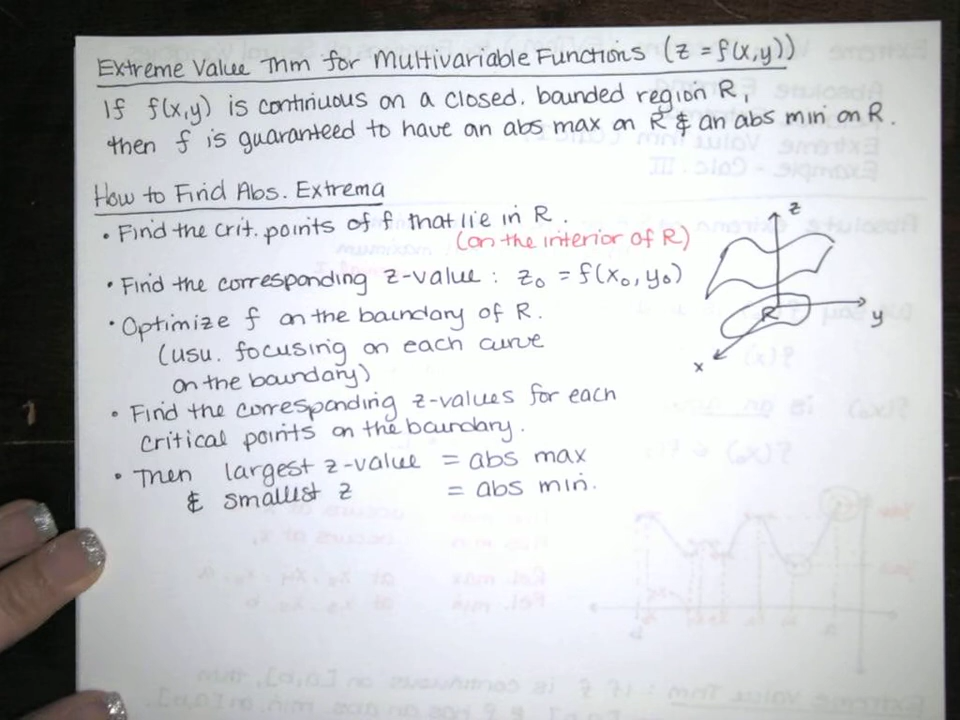 Extreme Value Thm for Multivariable Functions (z = f(x,y))
If f(x,y) is continuous on a closed, bounded region R,
then f is guaranteed to have an abs max on R & an abs min on R.
How to Find Abs. Extrema
• Find the crit. points of f that lie in R.
(on the interior of R)
• Find the corresponding z-value : z₀ = f(x₀, y₀)
• Optimize f on the boundary of R.
(usu. focusing on each curve
on the boundary)
• Find the corresponding z-values for each
critical points on the boundary.
• Then largest z-value = abs max
& smallest z = abs min.
z
R
y
x